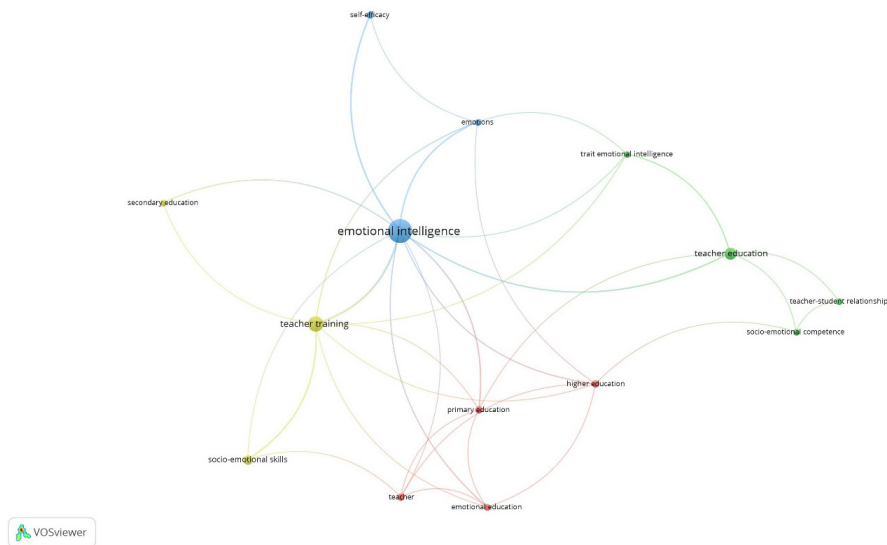 self-efficacy
emotions
trait emotional intelligence
secondary education
emotional intelligence
teacher education
teacher-student relationship
teacher training
socio-emotional competence
higher education
primary education
socio-emotional skills
teacher
emotional education
VOSviewer